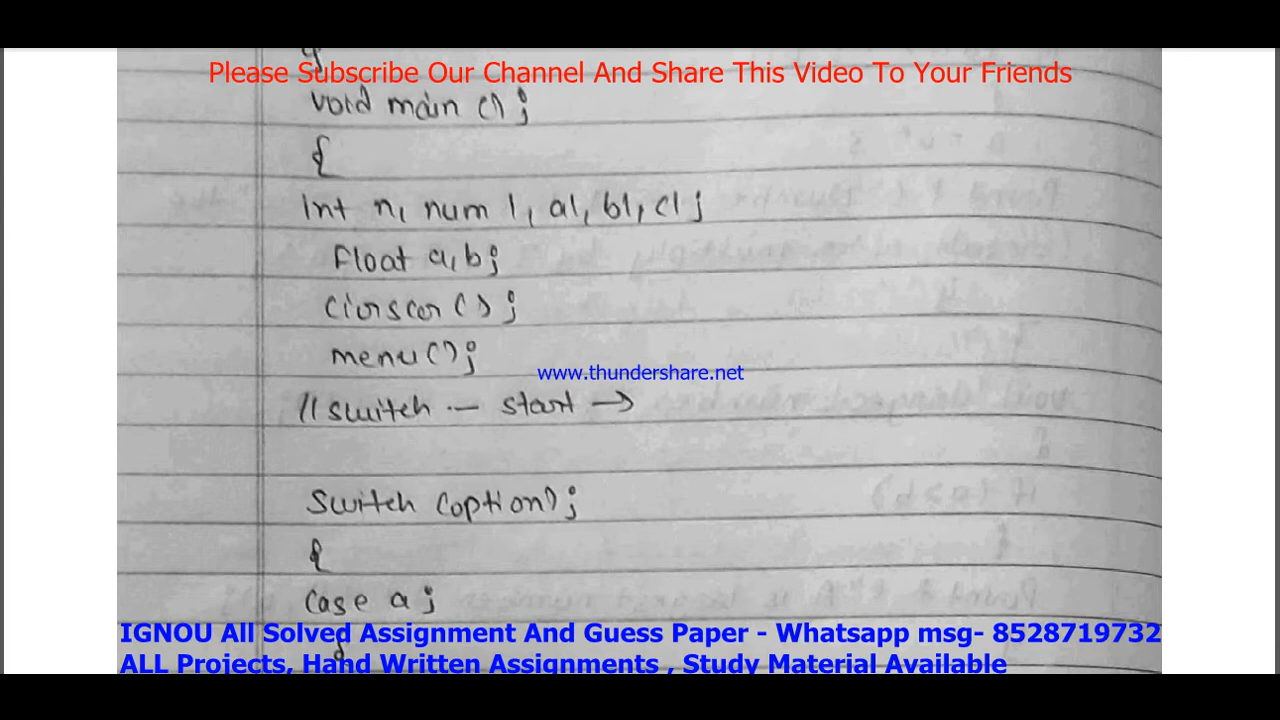 }
Please Subscribe Our Channel And Share This Video To Your Friends
void main ();
{
Int n, num 1, a1, b1, c1;
Float a, b;
menu();
www.thundershare.net
// switch -- start →
Switch (option);
{
Case a;
{
IGNOU All Solved Assignment And Guess Paper - Whatsapp msg- 8528719732
ALL Projects, Hand Written Assignments , Study Material Available